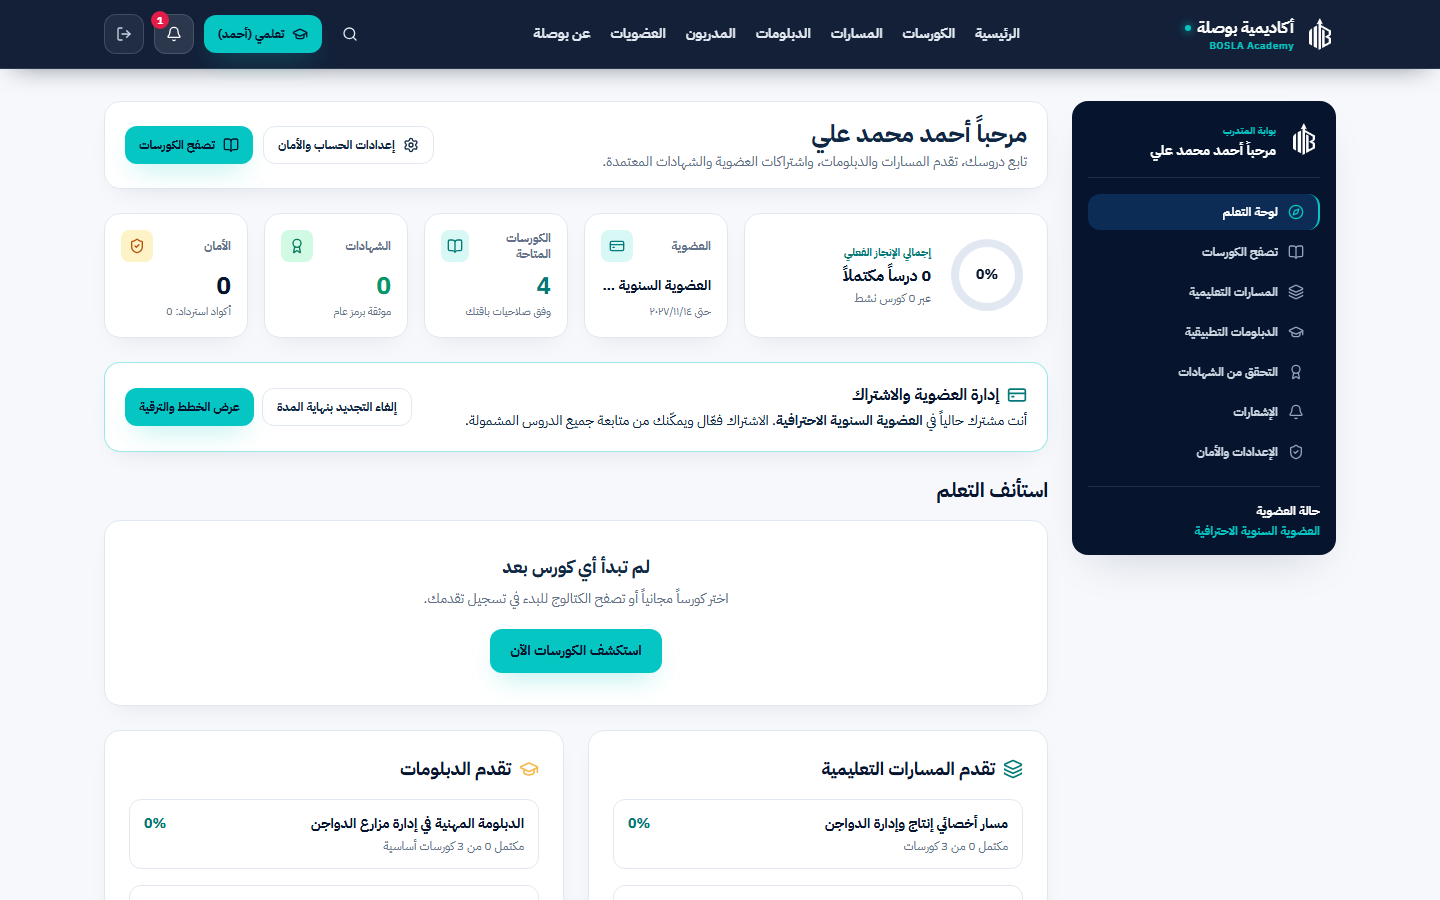 أكاديمية بوصلة
BOSLA Academy
الرئيسية
الكورسات
المسارات
الدبلومات
المدربون
العضويات
عن بوصلة
تعلمي (أحمد)
1
بوابة المتدرب
مرحباً أحمد محمد علي
لوحة التعلم
تصفح الكورسات
المسارات التعليمية
الدبلومات التطبيقية
التحقق من الشهادات
الإشعارات
الإعدادات والأمان
حالة العضوية
العضوية السنوية الاحترافية
مرحباً أحمد محمد علي
تابع دروسك، تقدم المسارات والدبلومات، واشتراكات العضوية والشهادات المعتمدة.
إعدادات الحساب والأمان
تصفح الكورسات
0%
إجمالي الإنجاز الفعلي
0 درساً مكتملاً
عبر 0 كورس نشط
العضوية
العضوية السنوية ...
حتى ٢٠٢٧/١١/١٤
الكورسات المتاحة
4
وفق صلاحيات باقتك
الشهادات
0
موثقة برمز عام
الأمان
0
أكواد استرداد: 0
إدارة العضوية والاشتراك
أنت مشترك حالياً في العضوية السنوية الاحترافية. الاشتراك فعّال ويمكّنك من متابعة جميع الدروس المشمولة.
إلغاء التجديد بنهاية المدة
عرض الخطط والترقية
استأنف التعلم
لم تبدأ أي كورس بعد
اختر كورساً مجانياً أو تصفح الكتالوج للبدء في تسجيل تقدمك.
استكشف الكورسات الآن
تقدم المسارات التعليمية
مسار أخصائي إنتاج وإدارة الدواجن
0%
مكتمل 0 من 3 كورسات
تقدم الدبلومات
الدبلومة المهنية في إدارة مزارع الدواجن
0%
مكتمل 0 من 3 كورسات أساسية